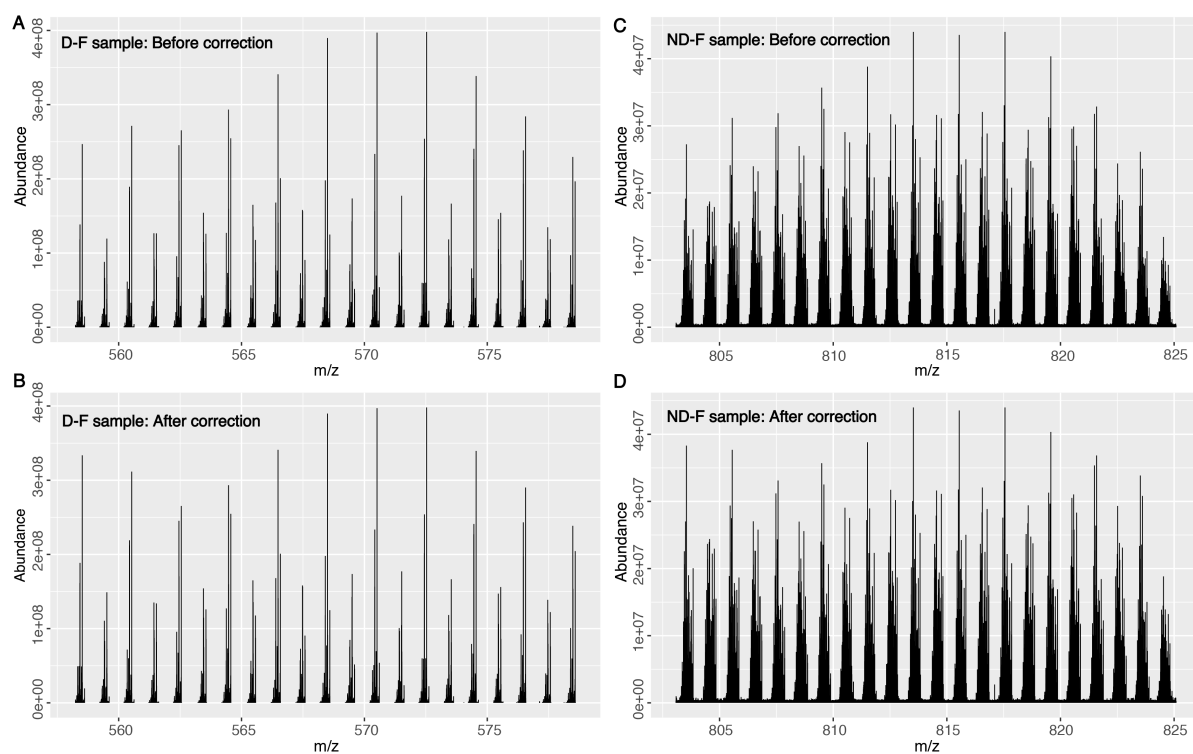 A
D-F sample: Before correction
Abundance
4e+08
3e+08
2e+08
1e+08
0e+00
560
565
570
575
m/z
C
ND-F sample: Before correction
Abundance
4e+07
3e+07
2e+07
1e+07
0e+00
805
810
815
820
825
m/z
B
D-F sample: After correction
Abundance
4e+08
3e+08
2e+08
1e+08
0e+00
560
565
570
575
m/z
D
ND-F sample: After correction
Abundance
4e+07
3e+07
2e+07
1e+07
0e+00
805
810
815
820
825
m/z